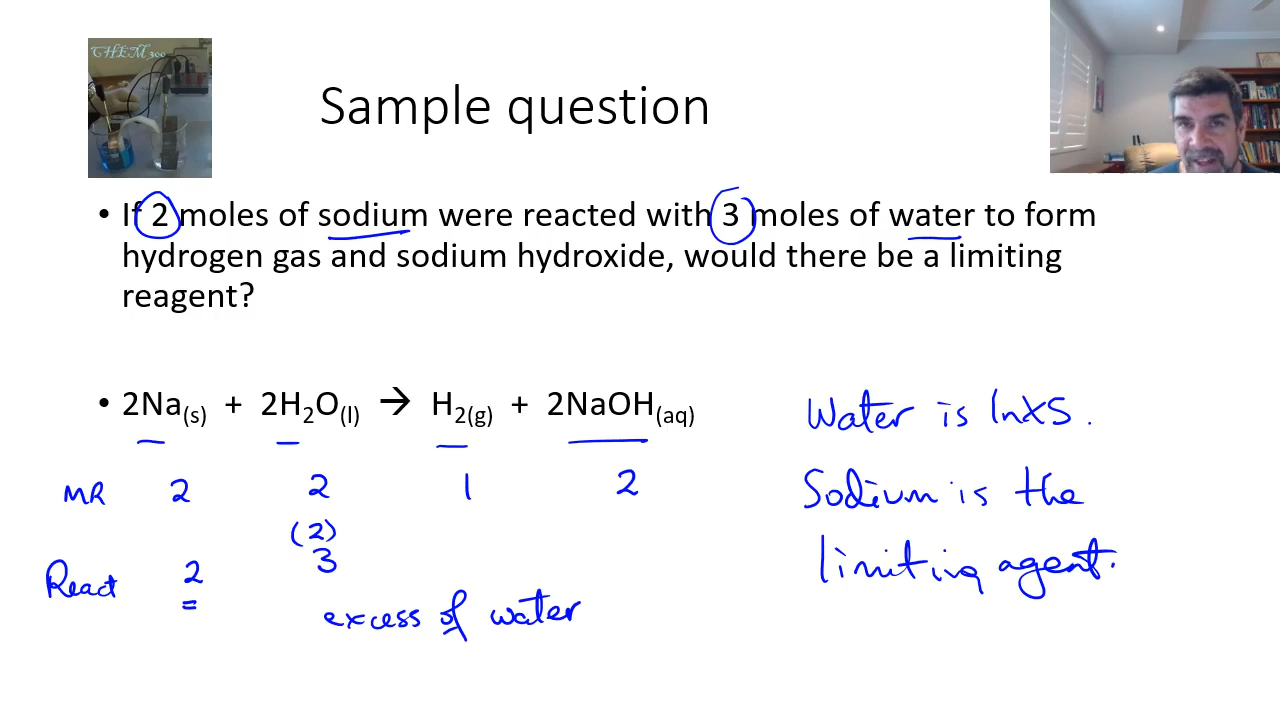 CHEM 300
Sample question
• If 2 moles of sodium were reacted with 3 moles of water to form
hydrogen gas and sodium hydroxide, would there be a limiting
reagent?
• 2Na(s) + 2H2O(l) → H2(g) + 2NaOH(aq)
MR 2 2 1 2
(2)
React 2 3
excess of water
Water is InXS.
Sodium is the
limiting agent.